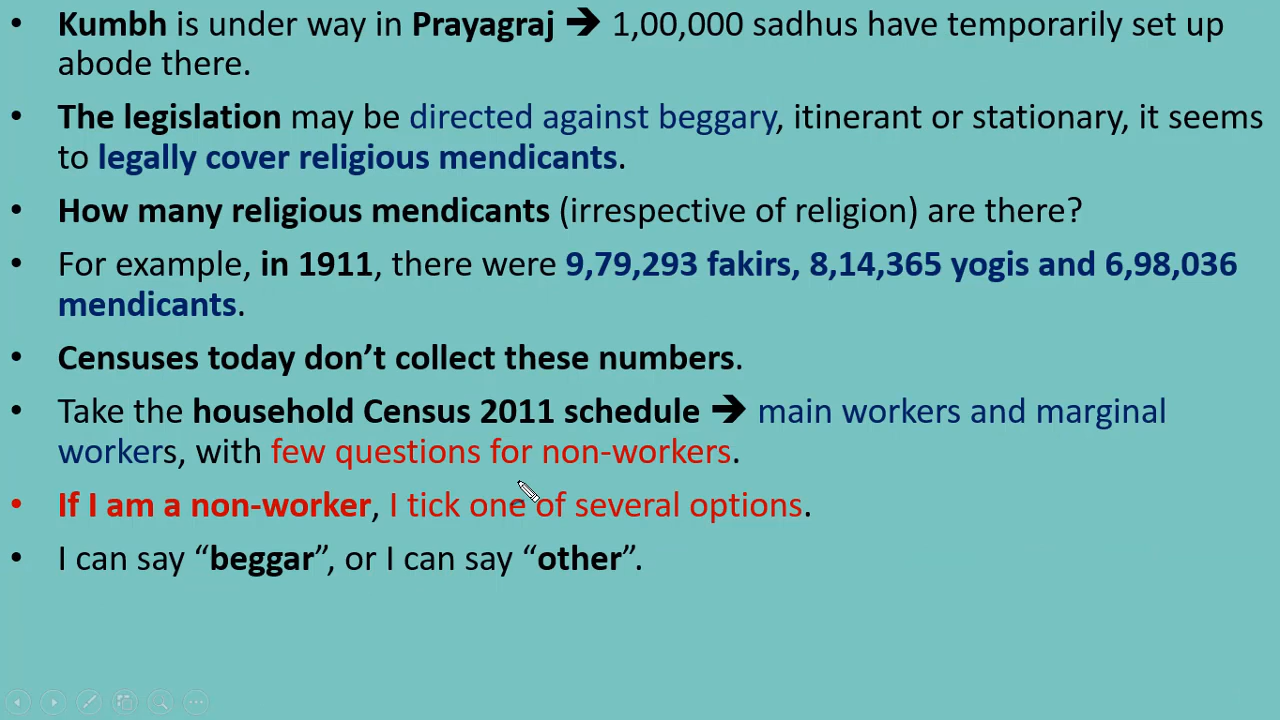 • Kumbh is under way in Prayagraj ➔ 1,00,000 sadhus have temporarily set up
abode there.
• The legislation may be directed against beggary, itinerant or stationary, it seems
to legally cover religious mendicants.
• How many religious mendicants (irrespective of religion) are there?
• For example, in 1911, there were 9,79,293 fakirs, 8,14,365 yogis and 6,98,036
mendicants.
• Censuses today don’t collect these numbers.
• Take the household Census 2011 schedule ➔ main workers and marginal
workers, with few questions for non-workers.
• If I am a non-worker, I tick one of several options.
• I can say “beggar”, or I can say “other”.